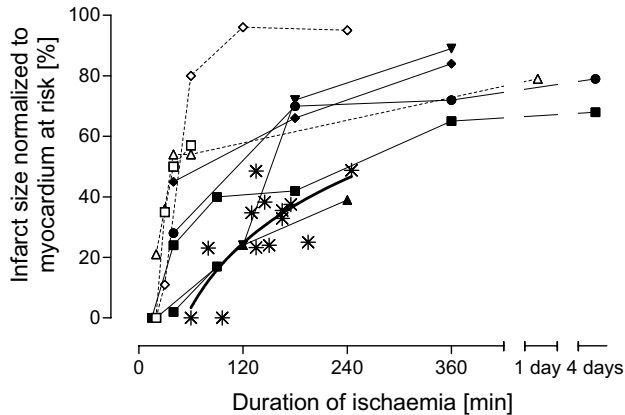 Infarct size normalized to
myocardium at risk [%]
100
80
60
40
20
0
0 120 240 360 1 day 4 days
Duration of ischaemia [min]